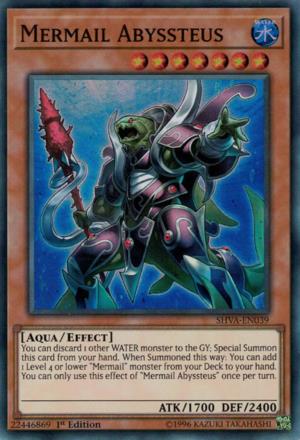 MERMAIL ABYSSTEUS
WATER
水
SHVA-EN039
[AQUA/EFFECT]
You can discard 1 other WATER monster to the GY; Special Summon
this card from your hand. When Summoned this way: You can add
1 Level 4 or lower "Mermail" monster from your Deck to your hand.
You can only use this effect of "Mermail Abyssteus" once per turn.
ATK/1700 DEF/2400
22446869 1st Edition ©1996 KAZUKI TAKAHASHI